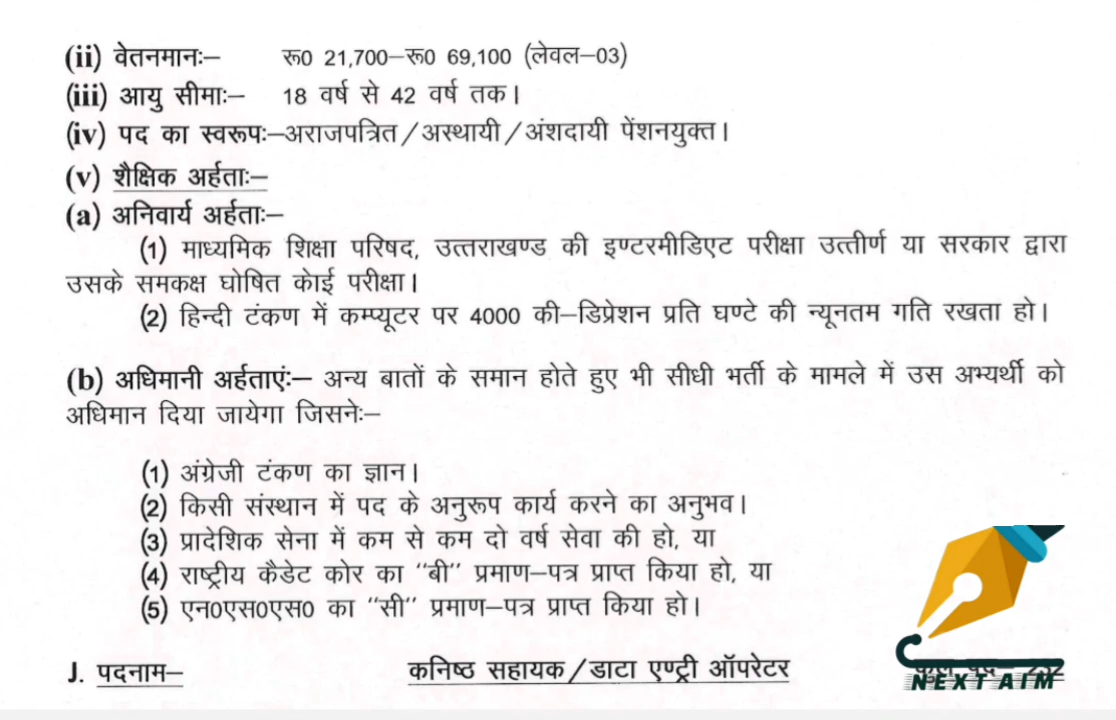 (ii) वेतनमानः— रू0 21,700—रू0 69,100 (लेवल—03)
(iii) आयु सीमाः— 18 वर्ष से 42 वर्ष तक।
(iv) पद का स्वरूपः—अराजपत्रित/अस्थायी/अंशदायी पेंशनयुक्त।
(v) शैक्षिक अर्हताः—
(a) अनिवार्य अर्हताः—
(1) माध्यमिक शिक्षा परिषद, उत्तराखण्ड की इण्टरमीडिएट परीक्षा उत्तीर्ण या सरकार द्वारा
उसके समकक्ष घोषित कोई परीक्षा।
(2) हिन्दी टंकण में कम्प्यूटर पर 4000 की—डिप्रेशन प्रति घण्टे की न्यूनतम गति रखता हो।
(b) अधिमानी अर्हताएंः— अन्य बातों के समान होते हुए भी सीधी भर्ती के मामले में उस अभ्यर्थी को
अधिमान दिया जायेगा जिसनेः—
(1) अंग्रेजी टंकण का ज्ञान।
(2) किसी संस्थान में पद के अनुरूप कार्य करने का अनुभव।
(3) प्रादेशिक सेना में कम से कम दो वर्ष सेवा की हो, या
(4) राष्ट्रीय कैडेट कोर का ‘‘बी’’ प्रमाण—पत्र प्राप्त किया हो, या
(5) एन0एस0एस0 का ‘‘सी’’ प्रमाण—पत्र प्राप्त किया हो।
J. पदनाम— कनिष्ठ सहायक/डाटा एण्ट्री ऑपरेटर
NEXT AIM